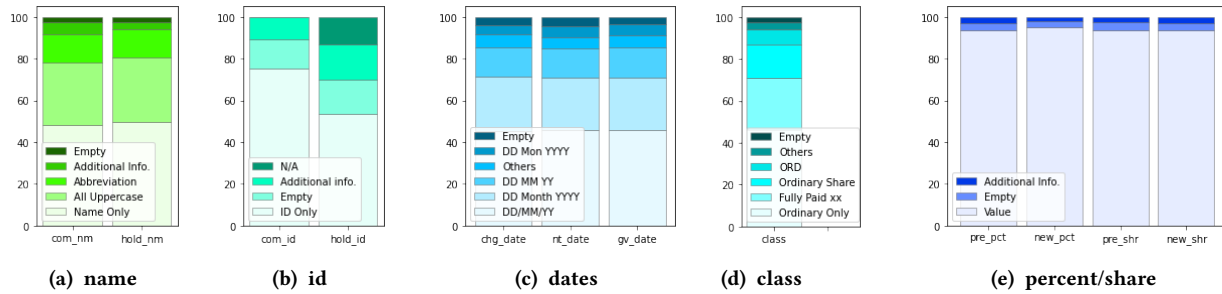 100
80
60
40
20
0
Empty
Additional Info.
Abbreviation
All Uppercase
Name Only
com_nm
hold_nm
(a) name
100
80
60
40
20
0
N/A
Additional info.
Empty
ID Only
com_id
hold_id
(b) id
100
80
60
40
20
0
Empty
DD Mon YYYY
Others
DD MM YY
DD Month YYYY
DD/MM/YY
chg_date
nt_date
gv_date
(c) dates
100
80
60
40
20
0
Empty
Others
ORD
Ordinary Share
Fully Paid xx
Ordinary Only
class
(d) class
100
80
60
40
20
0
Additional Info.
Empty
Value
pre_pct
new_pct
pre_shr
new_shr
(e) percent/share